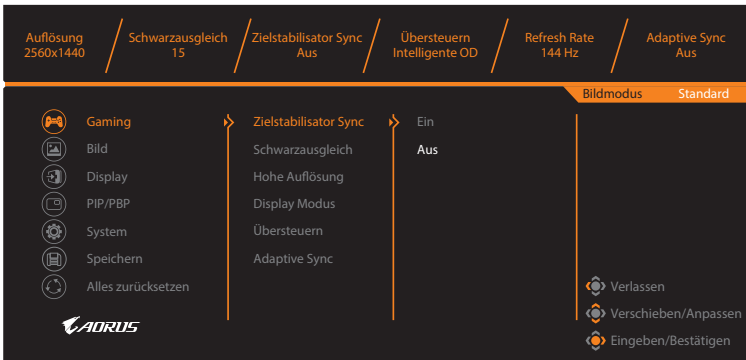 Auflösung
2560x1440
Schwarzausgleich
15
Zielstabilisator Sync
Aus
Übersteuern
Intelligente OD
Refresh Rate
144 Hz
Adaptive Sync
Aus
Bildmodus Standard
Gaming
Bild
Display
PIP/PBP
System
Speichern
Alles zurücksetzen
Zielstabilisator Sync
Schwarzausgleich
Hohe Auflösung
Display Modus
Übersteuern
Adaptive Sync
Ein
Aus
Verlassen
Verschieben/Anpassen
Eingeben/Bestätigen
AORUS